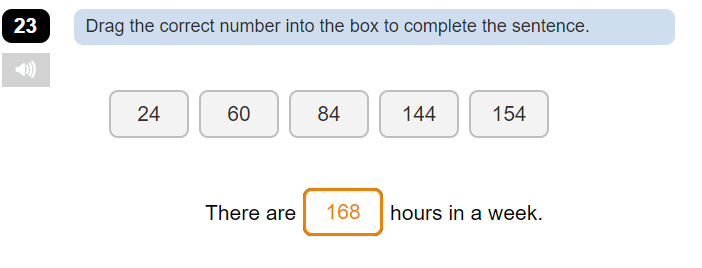 23 Drag the correct number into the box to complete the sentence.
24 60 84 144 154
There are 168 hours in a week.